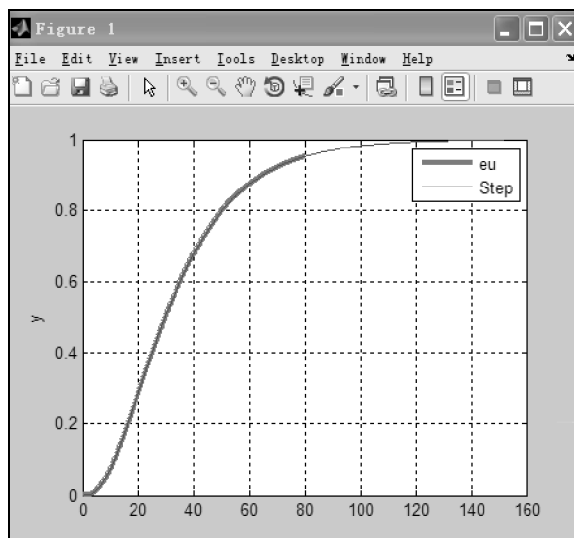 Figure 1
File Edit View Insert Tools Desktop Window Help
1
eu
Step
0.8
0.6
y
0.4
0.2
0
0 20 40 60 80 100 120 140 160